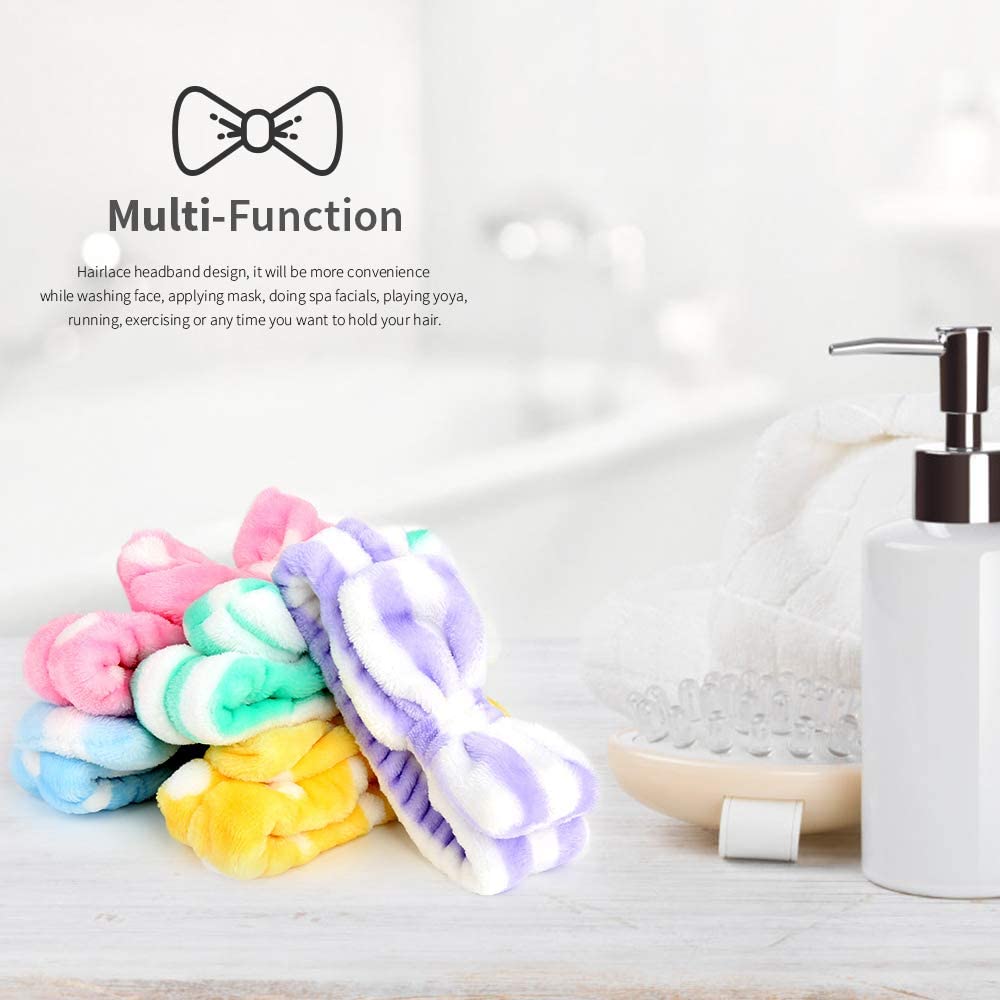 Multi-Function
Hairlace headband design, it will be more convenience
while washing face, applying mask, doing spa facials, playing yoya,
running, exercising or any time you want to hold your hair.